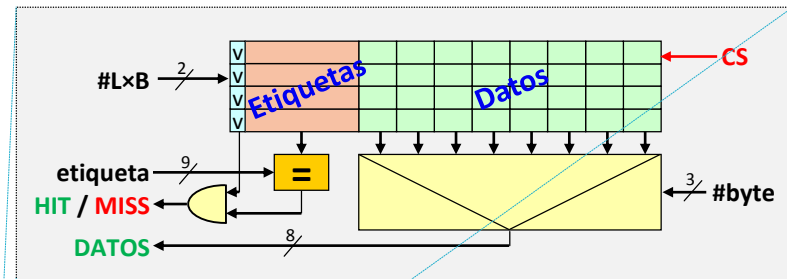 V
CS
#L×B
2
V
Etiquetas
Datos
V
V
etiqueta
9
=
3
#byte
HIT / MISS
8
DATOS